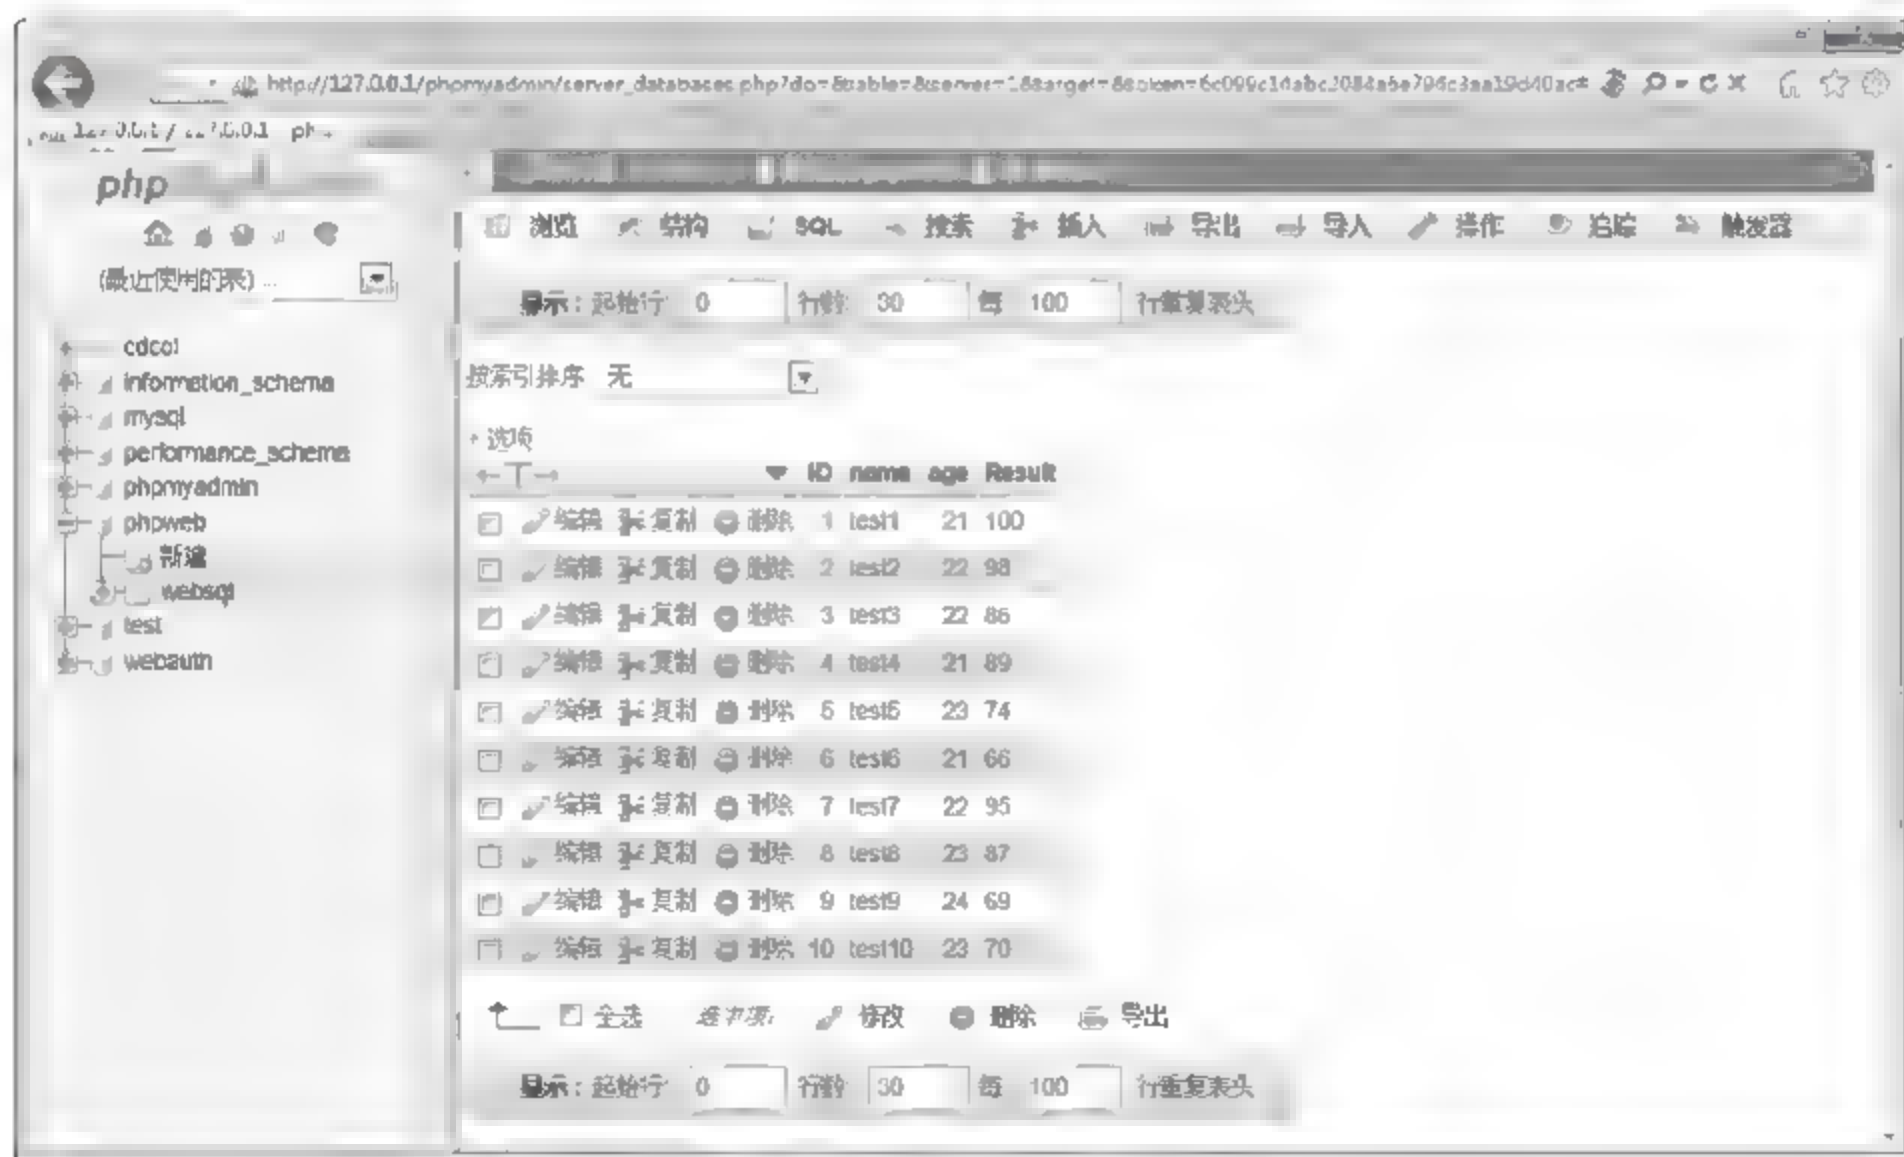 127.0.0.1
php
浏览 结构 SQL 搜索 插入 导出 导入 操作 追踪 触发器
(最近使用的表) ...
显示：起始行: 0 行数: 30 每 100 行重复表头
cdcol
information_schema
mysql
performance_schema
phpmyadmin
phpweb
新建
websql
test
webauth
按索引排序 无
+ 选项
ID name age Result
编辑 复制 删除 1 test1 21 100
编辑 复制 删除 2 test2 22 98
编辑 复制 删除 3 test3 22 86
编辑 复制 删除 4 test4 21 89
编辑 复制 删除 5 test5 23 74
编辑 复制 删除 6 test6 21 66
编辑 复制 删除 7 test7 22 95
编辑 复制 删除 8 test8 23 87
编辑 复制 删除 9 test9 24 69
编辑 复制 删除 10 test10 23 70
全选 选中项: 修改 删除 导出
显示：起始行: 0 行数: 30 每 100 行重复表头